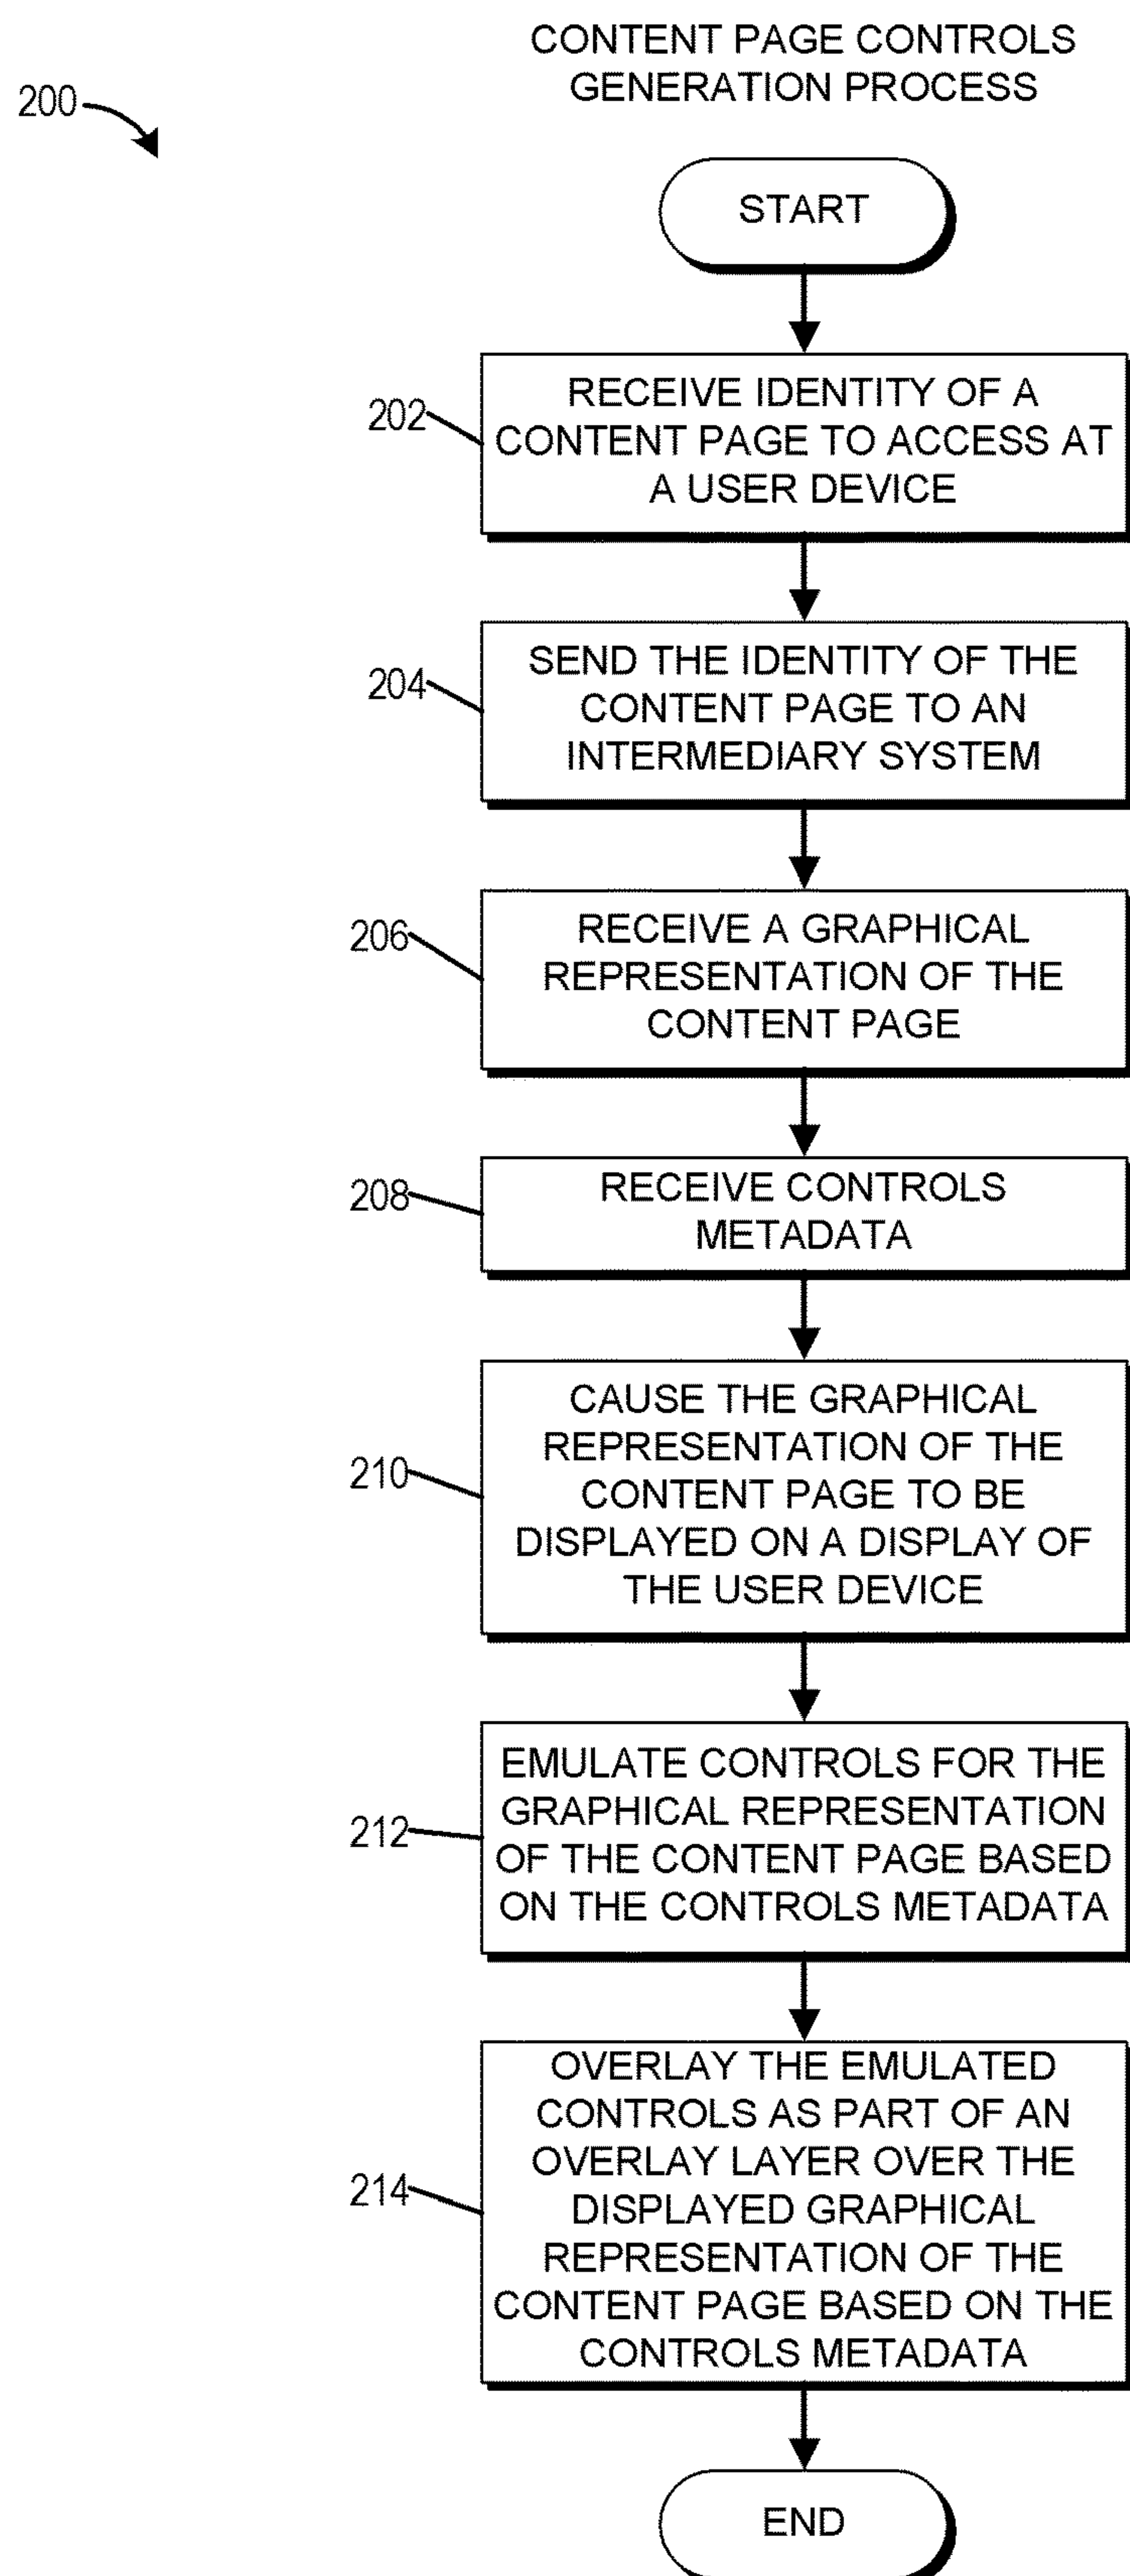 CONTENT PAGE CONTROLS
GENERATION PROCESS
200
START
202
RECEIVE IDENTITY OF A
CONTENT PAGE TO ACCESS AT
A USER DEVICE
204
SEND THE IDENTITY OF THE
CONTENT PAGE TO AN
INTERMEDIARY SYSTEM
206
RECEIVE A GRAPHICAL
REPRESENTATION OF THE
CONTENT PAGE
208
RECEIVE CONTROLS
METADATA
210
CAUSE THE GRAPHICAL
REPRESENTATION OF THE
CONTENT PAGE TO BE
DISPLAYED ON A DISPLAY OF
THE USER DEVICE
212
EMULATE CONTROLS FOR THE
GRAPHICAL REPRESENTATION
OF THE CONTENT PAGE BASED
ON THE CONTROLS METADATA
214
OVERLAY THE EMULATED
CONTROLS AS PART OF AN
OVERLAY LAYER OVER THE
DISPLAYED GRAPHICAL
REPRESENTATION OF THE
CONTENT PAGE BASED ON THE
CONTROLS METADATA
END